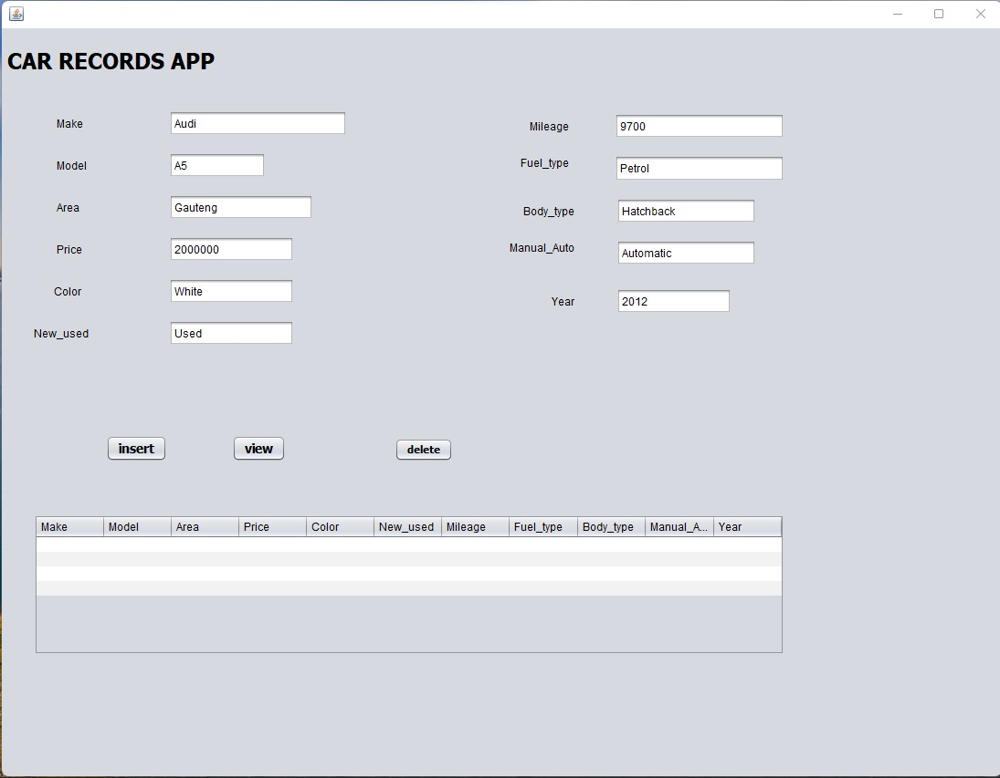 CAR RECORDS APP
Make Audi Mileage 9700
Model A5 Fuel_type Petrol
Area Gauteng Body_type Hatchback
Price 2000000 Manual_Auto Automatic
Color White Year 2012
New_used Used
insert view delete
Make Model Area Price Color New_used Mileage Fuel_type Body_type Manual_A... Year